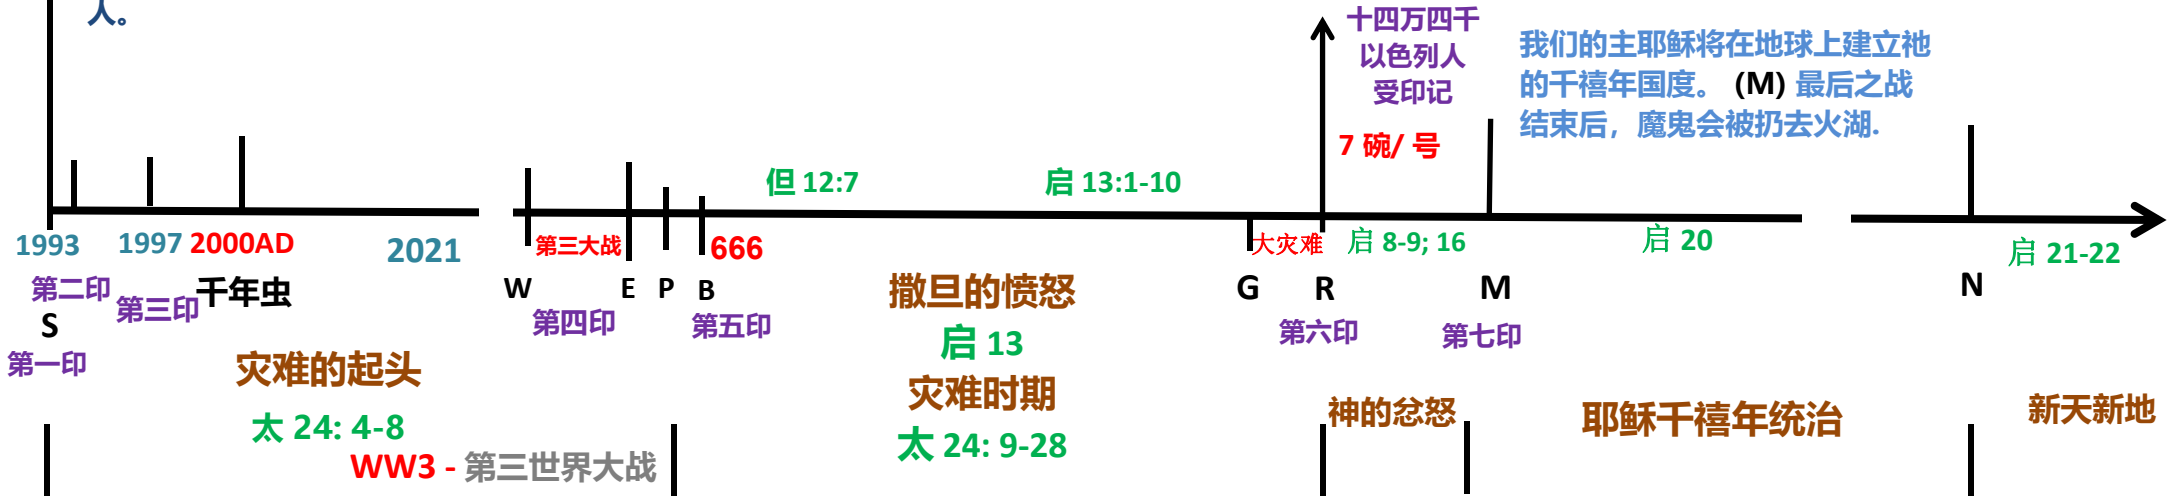 人。
十四万四千
以色列人
受印记
7 碗/ 号
我们的主耶稣将在地球上建立祂
的千禧年国度。 (M) 最后之战
结束后，魔鬼会被扔去火湖.
但 12:7
启 13:1-10
1993
1997
2000AD
2021
第三大战
666
大灾难
启 8-9; 16
启 20
启 21-22
第二印
第三印
千年虫
W
E
P
B
G
R
M
N
S
第一印
第四印
第五印
第六印
第七印
撒旦的愤怒
启 13
灾难时期
太 24: 9-28
灾难的起头
太 24: 4-8
WW3 - 第三世界大战
神的忿怒
耶稣千禧年统治
新天新地